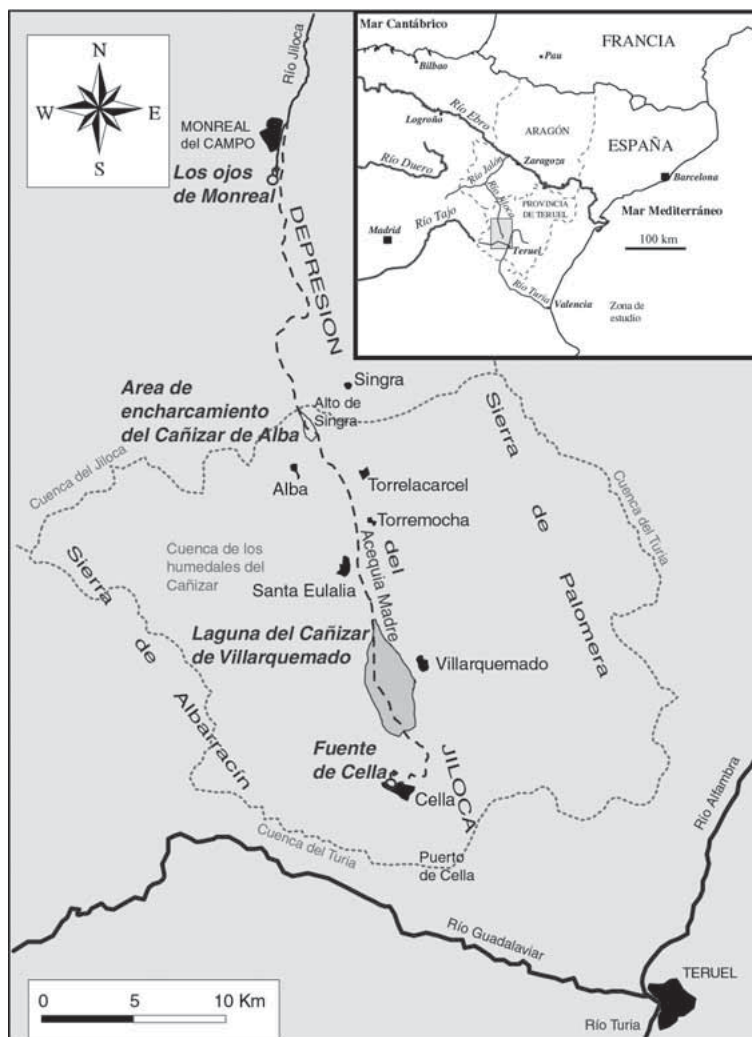 N
W
E
S
Río Jiloca
MONREAL
del CAMPO
Los ojos
de Monreal
Mar Cantábrico
FRANCIA
Pau
Bilbao
Río Ebro
Logroño
ARAGÓN
ESPAÑA
Río Duero
Río Jalón
Zaragoza
Barcelona
Río Jiloca
PROVINCIA
DE TERUEL
Mar Mediterráneo
Río Tajo
Madrid
100 km
Teruel
Río Turia
Valencia
Zona de
estudio
DEPRESION
Singra
Area de
encharcamiento
del Cañizar de Alba
Alto de
Singra
Sierra
de
Palomera
Cuenca del Jiloca
Cuenca del Turia
Alba
Torrelacarcel
Torremocha
del
Acequia Madre
Cuenca de los
humedales del
Cañizar
Santa Eulalia
Sierra
de
Albarracín
Laguna del Cañizar
de Villarquemado
Villarquemado
Fuente
de Cella
JILOCA
Cella
Río Alfambra
Cuenca del Turia
Puerto
de Cella
Río Guadalaviar
TERUEL
Río Turia
0 5 10 Km